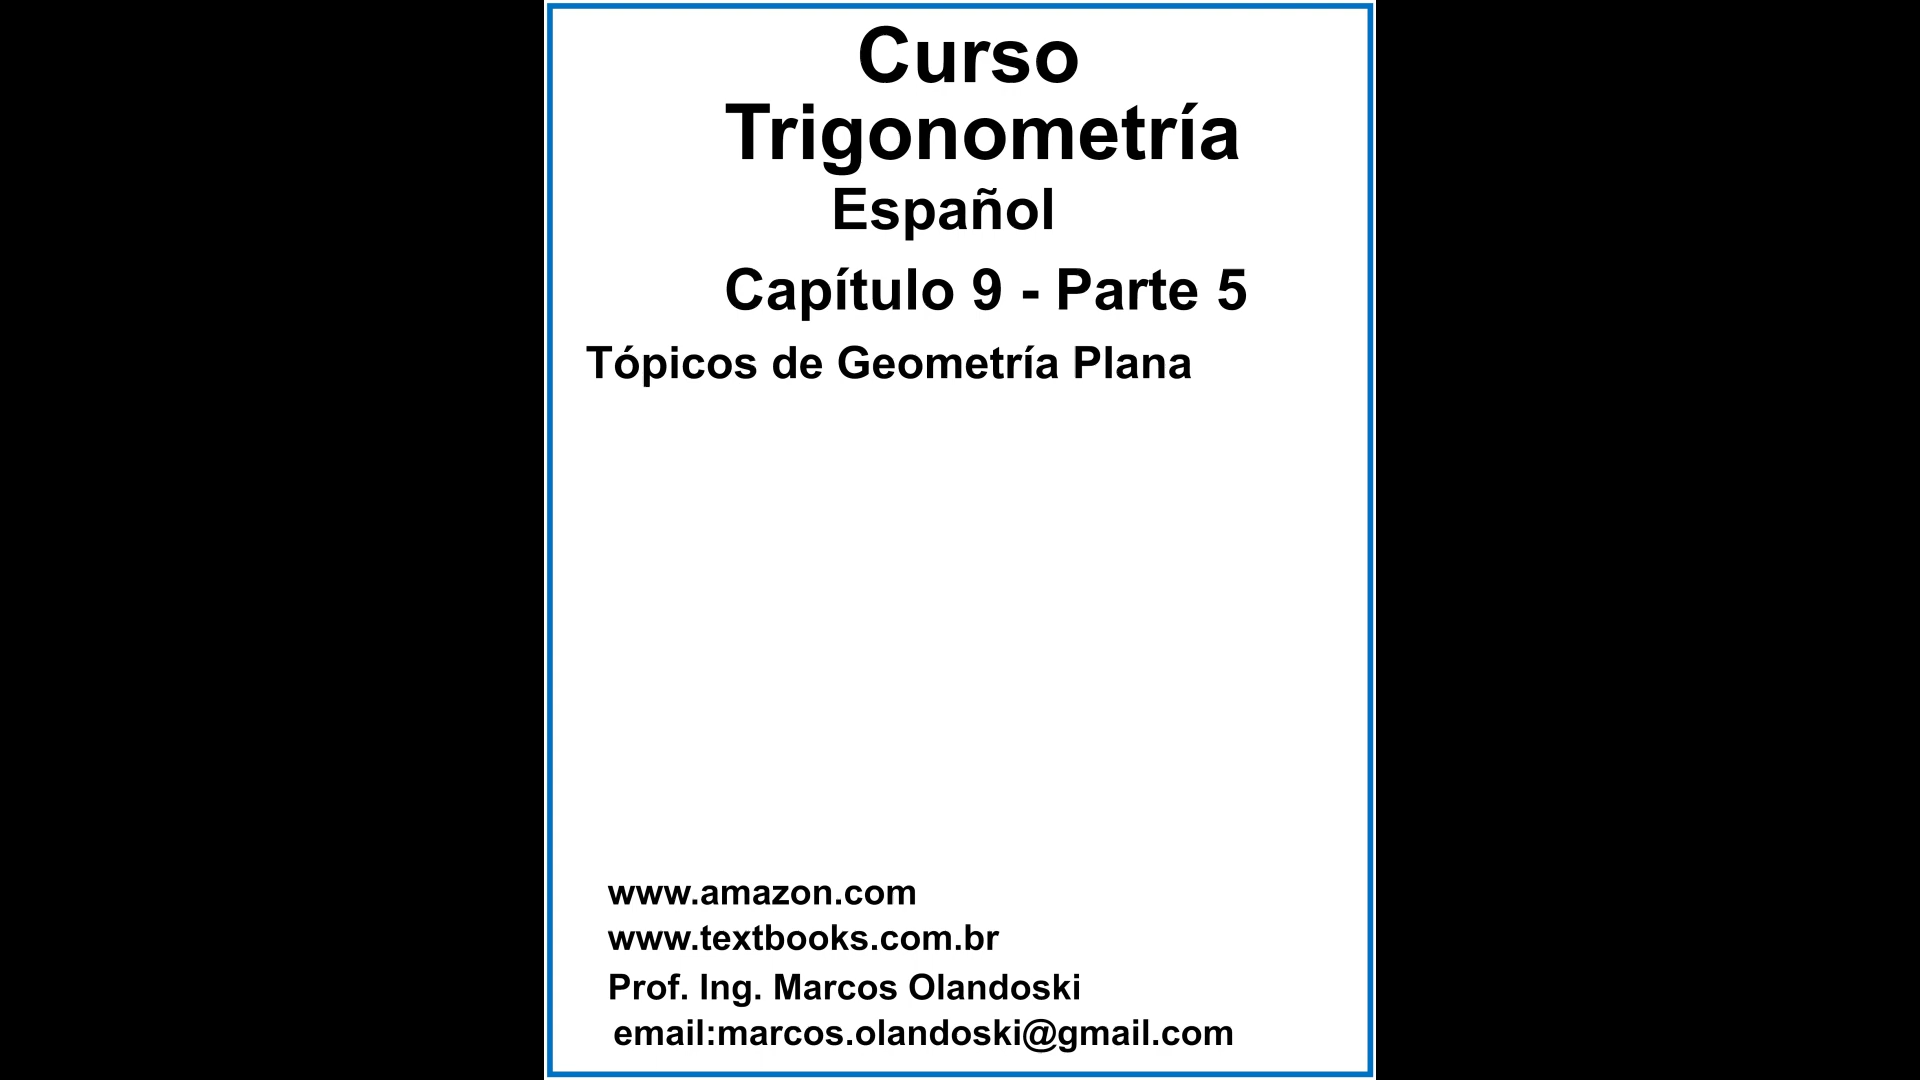 Curso
Trigonometría
Español
Capítulo 9 - Parte 5
Tópicos de Geometría Plana
www.amazon.com
www.textbooks.com.br
Prof. Ing. Marcos Olandoski
email:marcos.olandoski@gmail.com